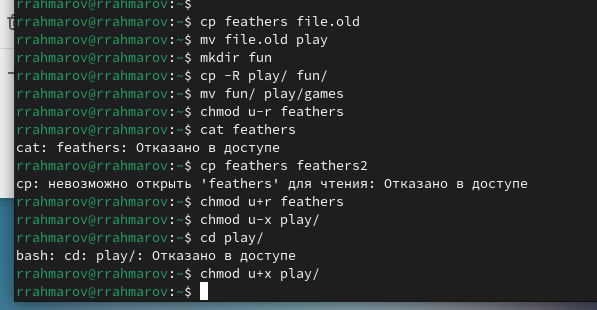 rrahmarov@rrahmarov:~$
rrahmarov@rrahmarov:~$ cp feathers file.old
rrahmarov@rrahmarov:~$ mv file.old play
rrahmarov@rrahmarov:~$ mkdir fun
rrahmarov@rrahmarov:~$ cp -R play/ fun/
rrahmarov@rrahmarov:~$ mv fun/ play/games
rrahmarov@rrahmarov:~$ chmod u-r feathers
rrahmarov@rrahmarov:~$ cat feathers
cat: feathers: Отказано в доступе
rrahmarov@rrahmarov:~$ cp feathers feathers2
cp: невозможно открыть 'feathers' для чтения: Отказано в доступе
rrahmarov@rrahmarov:~$ chmod u+r feathers
rrahmarov@rrahmarov:~$ chmod u-x play/
rrahmarov@rrahmarov:~$ cd play/
bash: cd: play/: Отказано в доступе
rrahmarov@rrahmarov:~$ chmod u+x play/
rrahmarov@rrahmarov:~$